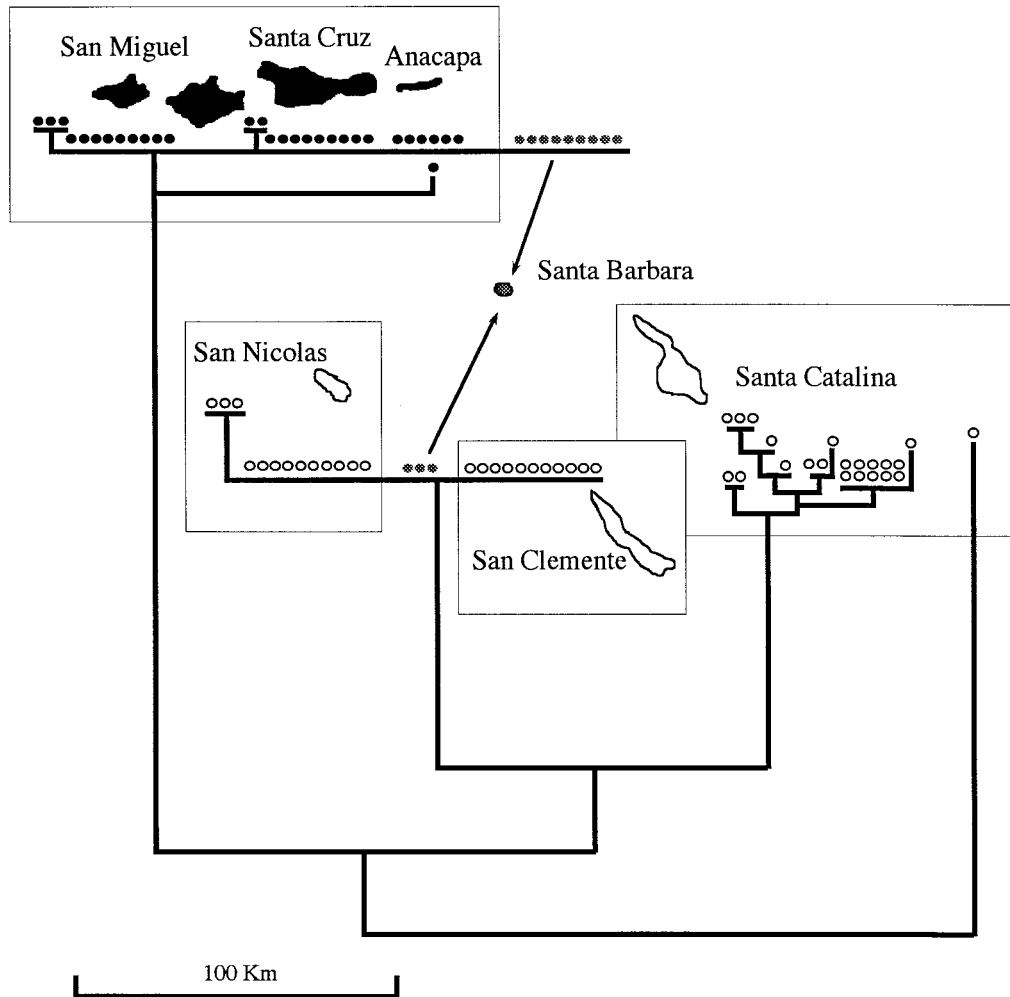 San Miguel
Santa Cruz
Anacapa
Santa Barbara
San Nicolas
Santa Catalina
San Clemente
100 Km